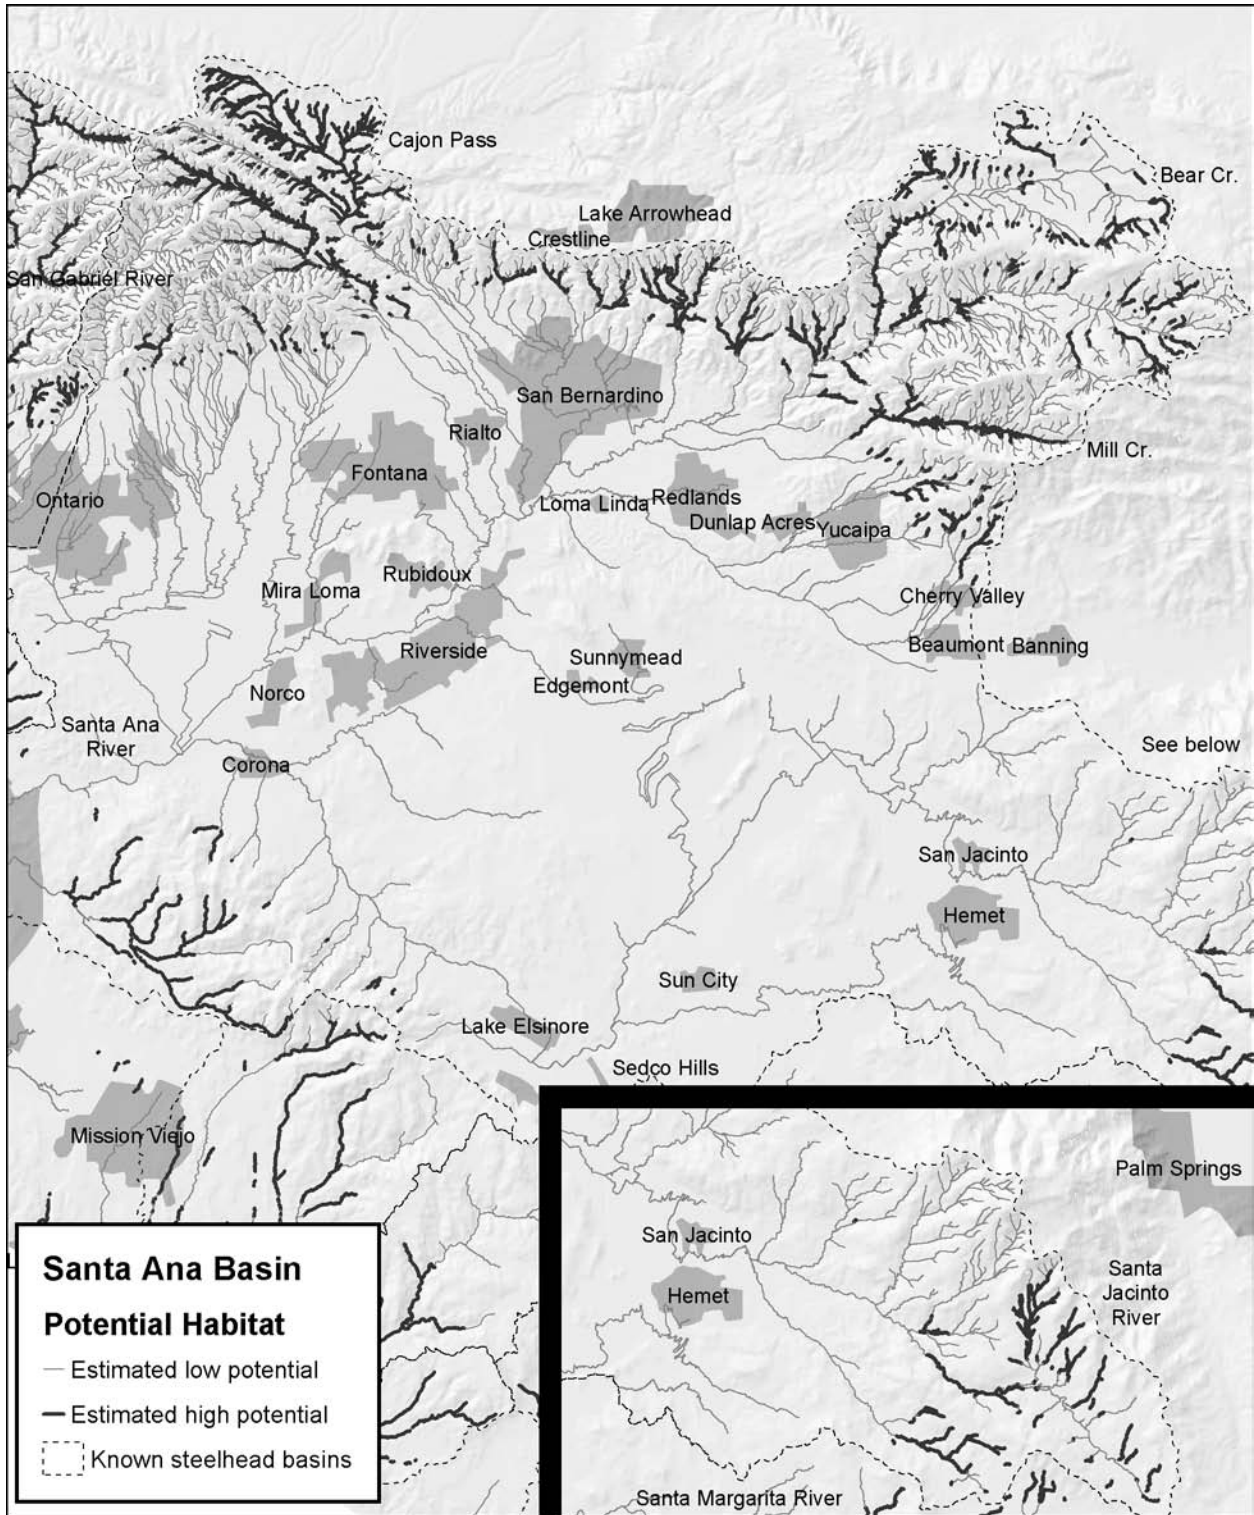 Cajon Pass
Bear Cr.
Lake Arrowhead
Crestline
San Gabriel River
San Bernardino
Rialto
Mill Cr.
Fontana
Ontario
Loma Linda
Redlands
Dunlap Acres
Yucaipa
Rubidoux
Mira Loma
Cherry Valley
Riverside
Sunnymead
Beaumont
Banning
Edgemont
Norco
Santa Ana
River
See below
Corona
San Jacinto
Hemet
Sun City
Lake Elsinore
Sedco Hills
Mission Viejo
Palm Springs
San Jacinto
Santa
Jacinto
River
Hemet
Santa Margarita River
Santa Ana Basin
Potential Habitat
Estimated low potential
Estimated high potential
Known steelhead basins